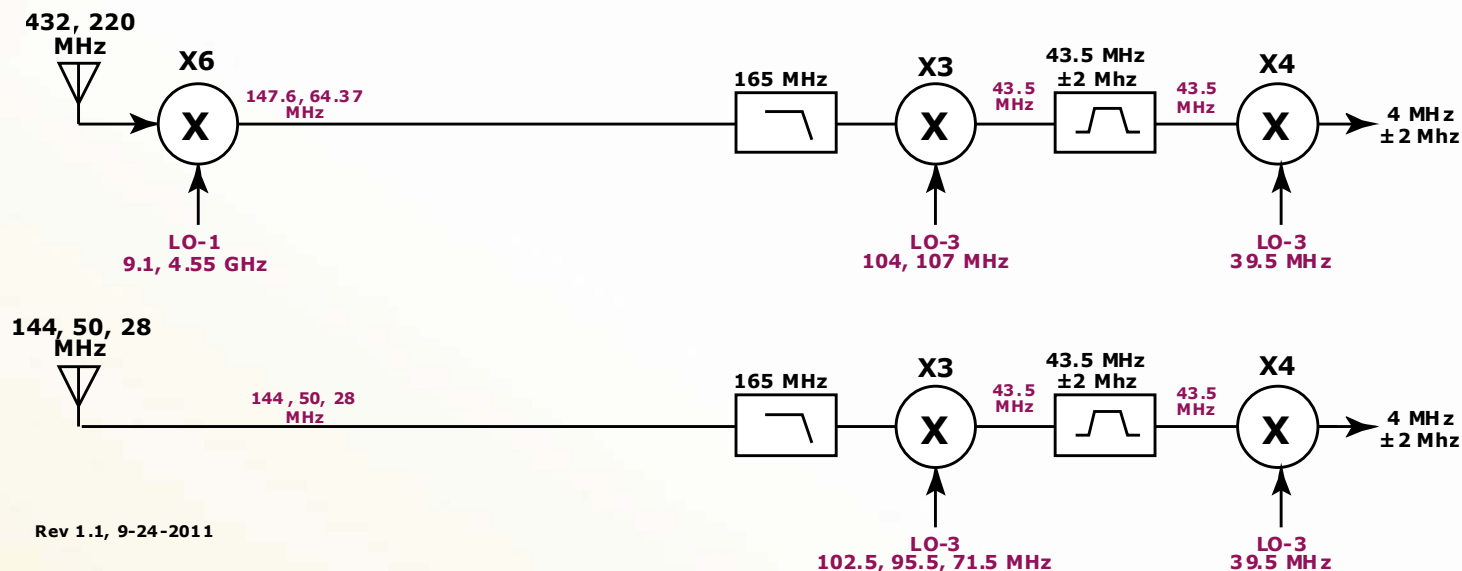 432, 220
MHz
X6
X
147.6, 64.37
MHz
LO-1
9.1, 4.55 GHz
165 MHz
X3
X
LO-3
104, 107 MHz
43.5
MHz
43.5 MHz
±2 Mhz
43.5
MHz
X4
X
LO-3
39.5 MHz
4 MHz
±2 Mhz
144, 50, 28
MHz
144, 50, 28
MHz
165 MHz
X3
X
LO-3
102.5, 95.5, 71.5 MHz
43.5
MHz
43.5 MHz
±2 Mhz
43.5
MHz
X4
X
LO-3
39.5 MHz
4 MHz
±2 Mhz
Rev 1.1, 9-24-2011